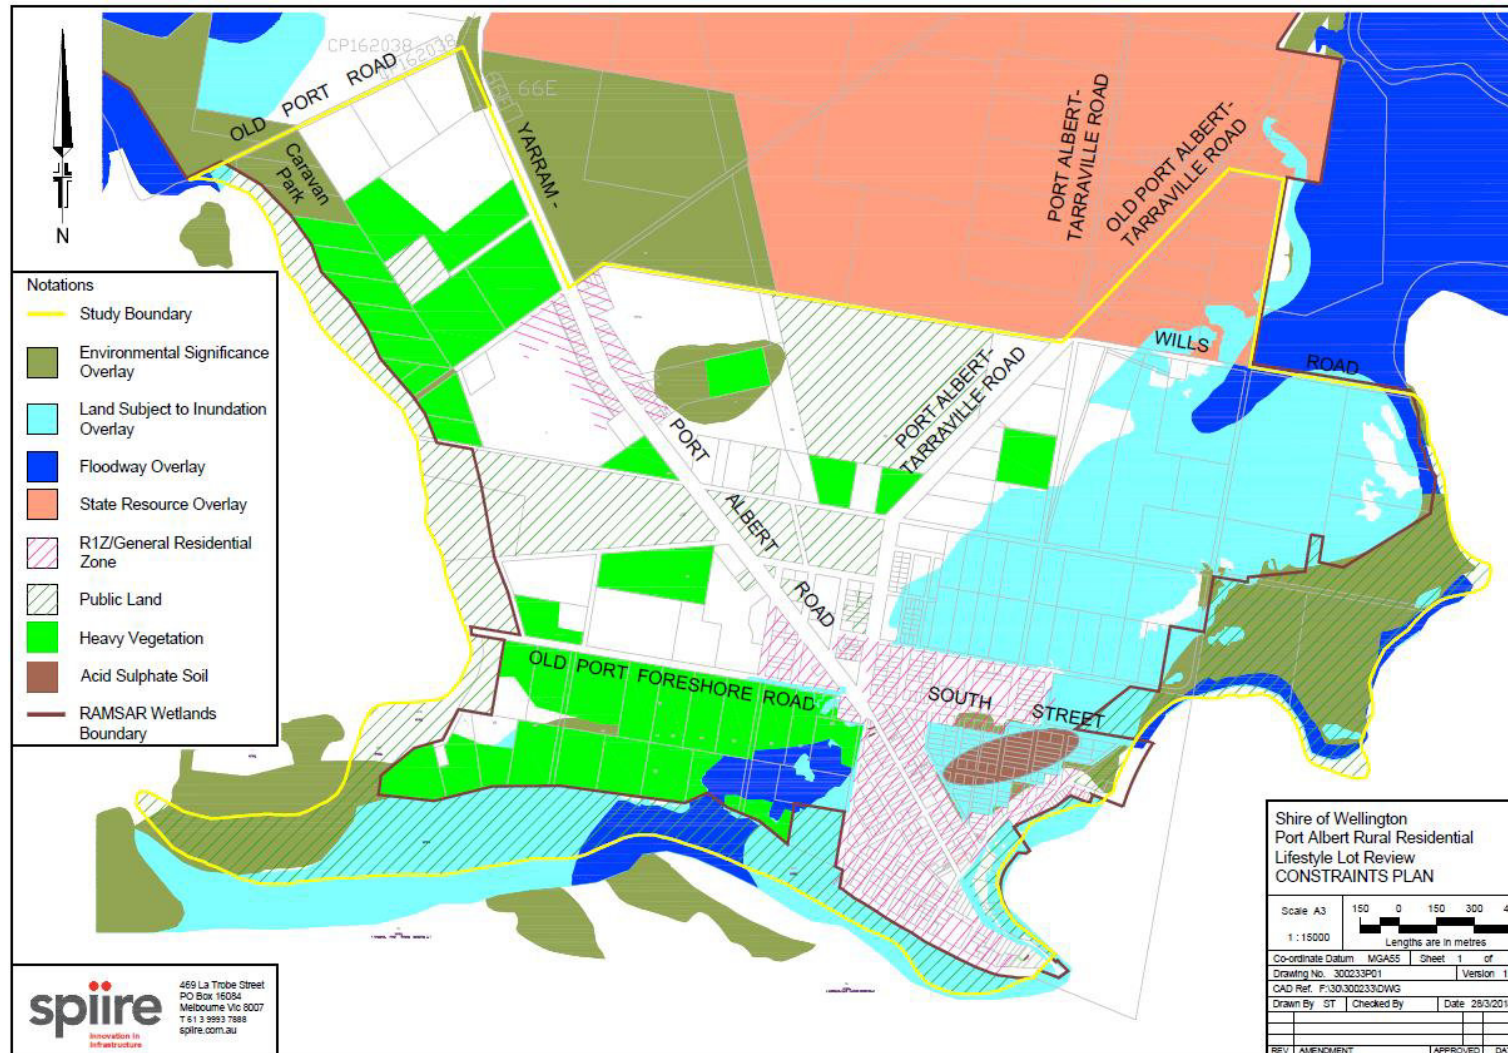 CP162038
CP162038
66E
OLD PORT ROAD
Caravan
Park
YARRAM -
PORT ALBERT-
TARRAVILLE ROAD
OLD PORT ALBERT-
TARRAVILLE ROAD
N
WILLS
ROAD
PORT ALBERT-
TARRAVILLE ROAD
PORT
ALBERT
ROAD
OLD PORT FORESHORE ROAD
SOUTH
STREET
Notations
Study Boundary
Environmental Significance
Overlay
Land Subject to Inundation
Overlay
Floodway Overlay
State Resource Overlay
R1Z/General Residential
Zone
Public Land
Heavy Vegetation
Acid Sulphate Soil
RAMSAR Wetlands
Boundary
spiire
Innovation in
Infrastructure
469 La Trobe Street
PO Box 16084
Melbourne Vic 8007
T 61 3 9993 7888
spiire.com.au
Shire of Wellington
Port Albert Rural Residential
Lifestyle Lot Review
CONSTRAINTS PLAN
Scale A3
1 : 15000
150 0 150 300
Lengths are in metres
Co-ordinate Datum MGA55 Sheet 1 of
Drawing No. 300233P01 Version 1
CAD Ref. F:\30\300233\DWG
Drawn By ST Checked By Date 28/3/201
REV AMENDMENT APPROVED